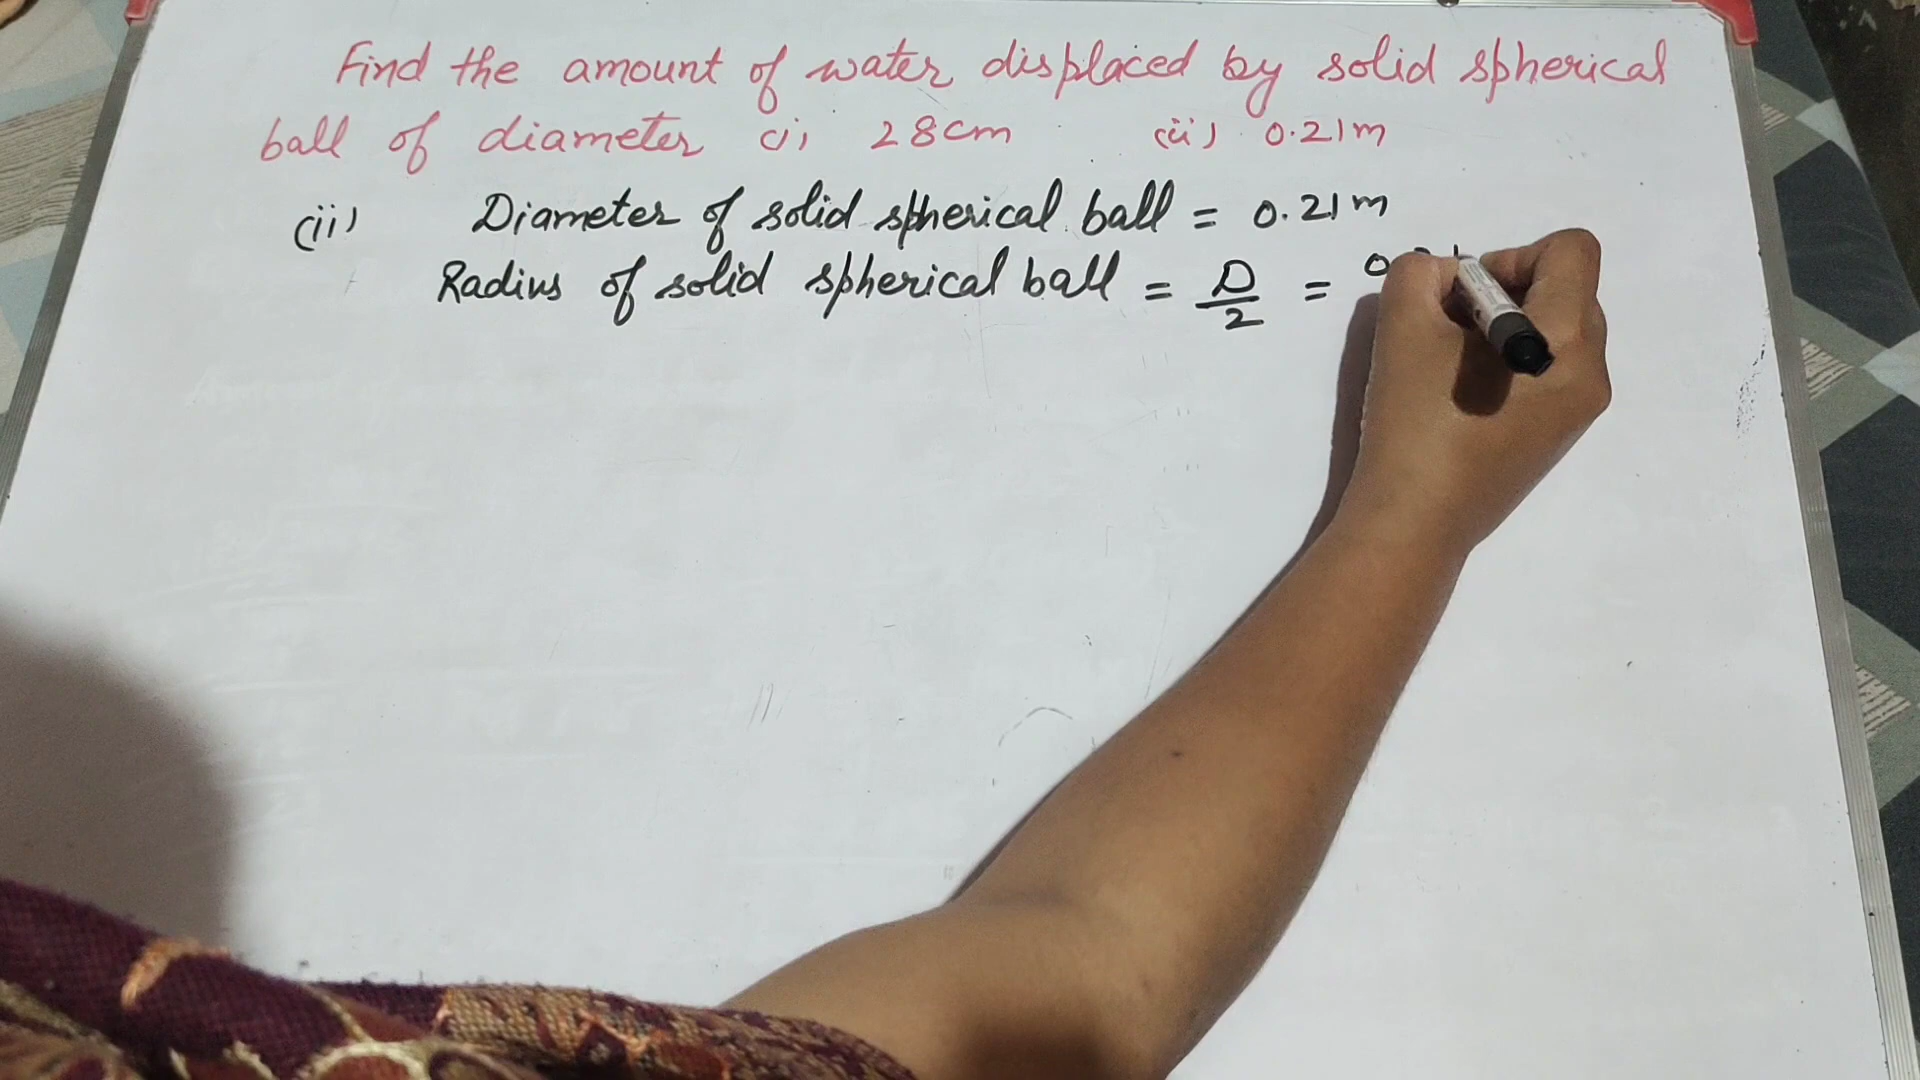 Find the amount of water displaced by solid spherical
ball of diameter (i) 28cm (ii) 0.21m
(ii) Diameter of solid spherical ball = 0.21m
Radius of solid spherical ball = D/2 =